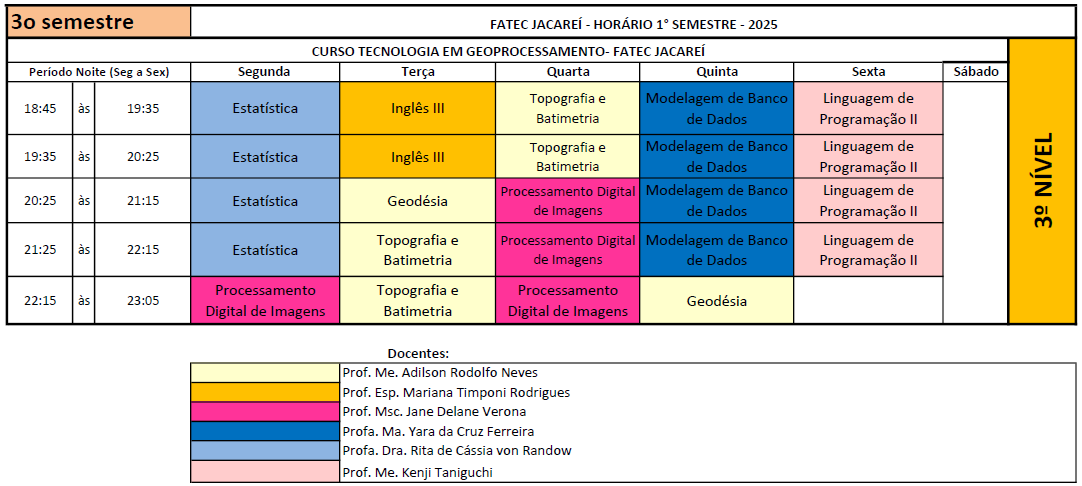 3o semestre
FATEC JACAREÍ - HORÁRIO 1° SEMESTRE - 2025
CURSO TECNOLOGIA EM GEOPROCESSAMENTO- FATEC JACAREÍ
Período Noite (Seg a Sex) Segunda Terça Quarta Quinta Sexta Sábado
18:45 às 19:35 Estatística Inglês III Topografia e Batimetria Modelagem de Banco de Dados Linguagem de Programação II
19:35 às 20:25 Estatística Inglês III Topografia e Batimetria Modelagem de Banco de Dados Linguagem de Programação II
20:25 às 21:15 Estatística Geodésia Processamento Digital de Imagens Modelagem de Banco de Dados Linguagem de Programação II
21:25 às 22:15 Estatística Topografia e Batimetria Processamento Digital de Imagens Modelagem de Banco de Dados Linguagem de Programação II
22:15 às 23:05 Processamento Digital de Imagens Topografia e Batimetria Processamento Digital de Imagens Geodésia
3º NÍVEL
Docentes:
Prof. Me. Adilson Rodolfo Neves
Prof. Esp. Mariana Timponi Rodrigues
Prof. Msc. Jane Delane Verona
Profa. Ma. Yara da Cruz Ferreira
Profa. Dra. Rita de Cássia von Randow
Prof. Me. Kenji Taniguchi